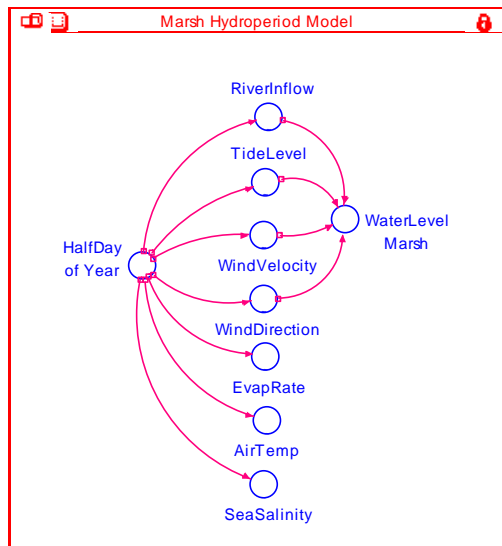 Marsh Hydroperiod Model
RiverInflow
TideLevel
WaterLevel
Marsh
HalfDay
of Year
WindVelocity
WindDirection
EvapRate
AirTemp
SeaSalinity